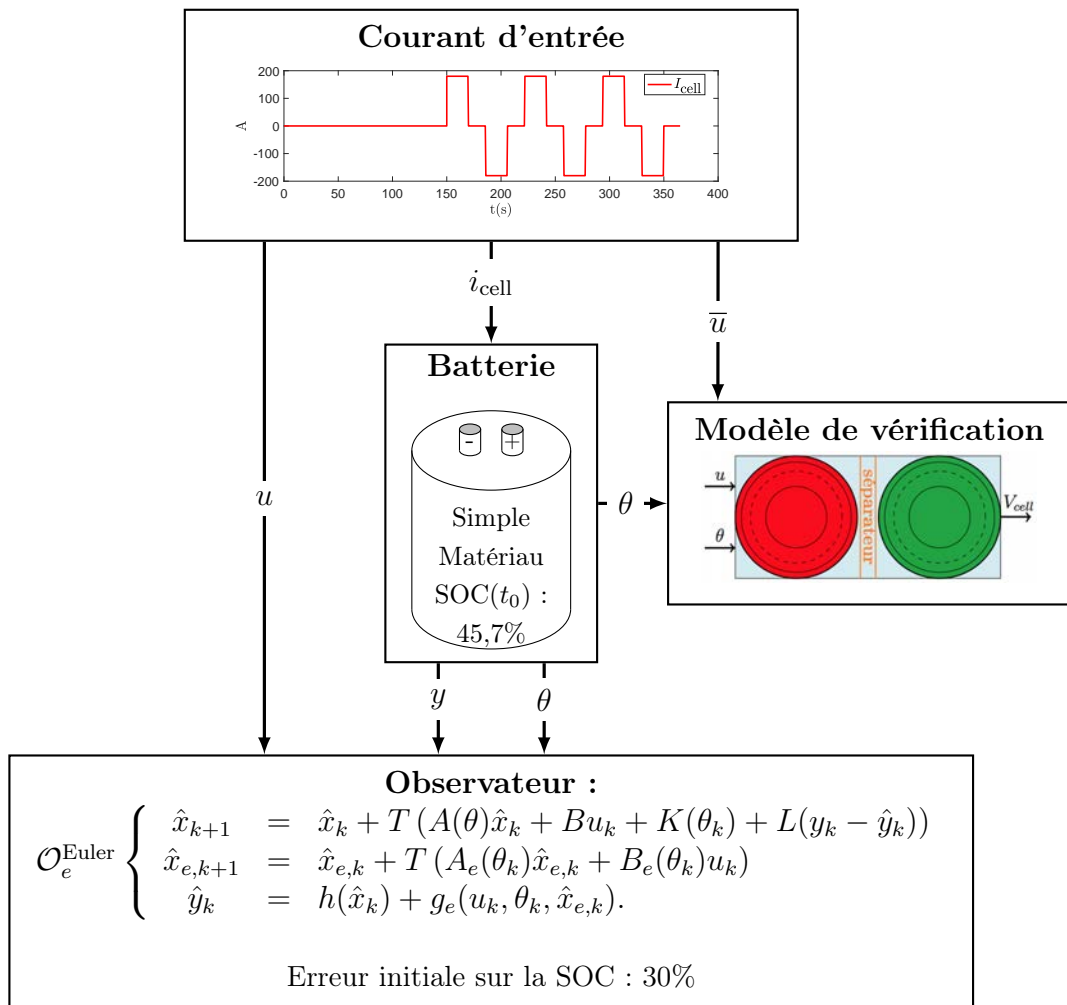 Courant d'entrée
I_cell
200
100
0
-100
-200
A
0 50 100 150 200 250 300 350 400
t(s)
i_cell
u
u̅
Batterie
- +
Simple
Matériau
SOC(t_0) :
45,7%
θ
Modèle de vérification
u
θ
séparateur
V_cell
y
θ
Observateur :
O_e^Euler { x̂_{k+1} = x̂_k + T (A(θ)x̂_k + Bu_k + K(θ_k) + L(y_k − ŷ_k))
x̂_{e,k+1} = x̂_{e,k} + T (A_e(θ_k)x̂_{e,k} + B_e(θ_k)u_k)
ŷ_k = h(x̂_k) + g_e(u_k, θ_k, x̂_{e,k}).
Erreur initiale sur la SOC : 30%